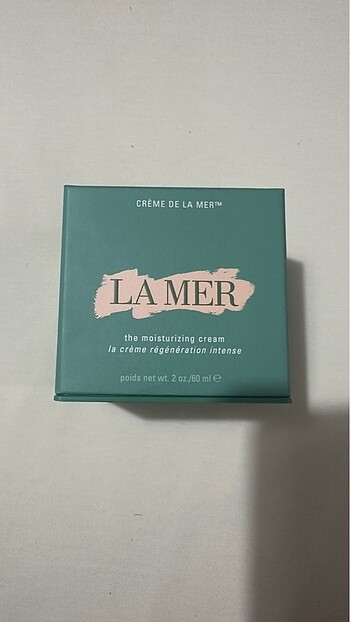 CRÈME DE LA MER™
LA MER
the moisturizing cream
la crème régénération intense
poids net wt. 2 oz./60 ml ℮